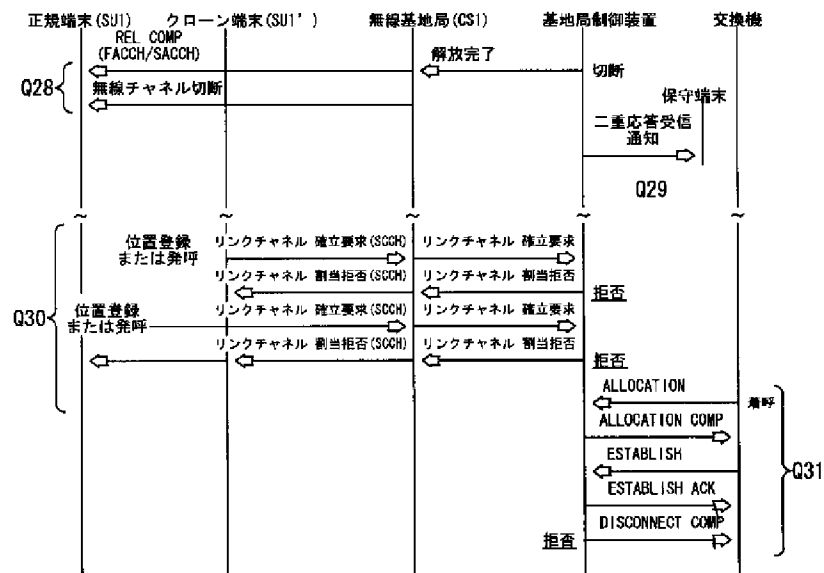 正規端末(SU1) クローン端末(SU1') 無線基地局(CS1) 基地局制御装置 交換機
REL COMP
(FACCH/SACCH)
解放完了
切断
Q28
無線チャネル切断
保守端末
二重応答受信
通知
Q29
~ ~ ~ ~ ~
位置登録
または発呼
リンクチャネル 確立要求(SCCH)
リンクチャネル 確立要求
リンクチャネル 割当拒否(SCCH)
リンクチャネル 割当拒否
拒否
Q30
位置登録
または発呼
リンクチャネル 確立要求(SCCH)
リンクチャネル 確立要求
リンクチャネル 割当拒否(SCCH)
リンクチャネル 割当拒否
拒否
ALLOCATION
着呼
ALLOCATION COMP
ESTABLISH
Q31
ESTABLISH ACK
DISCONNECT COMP
拒否